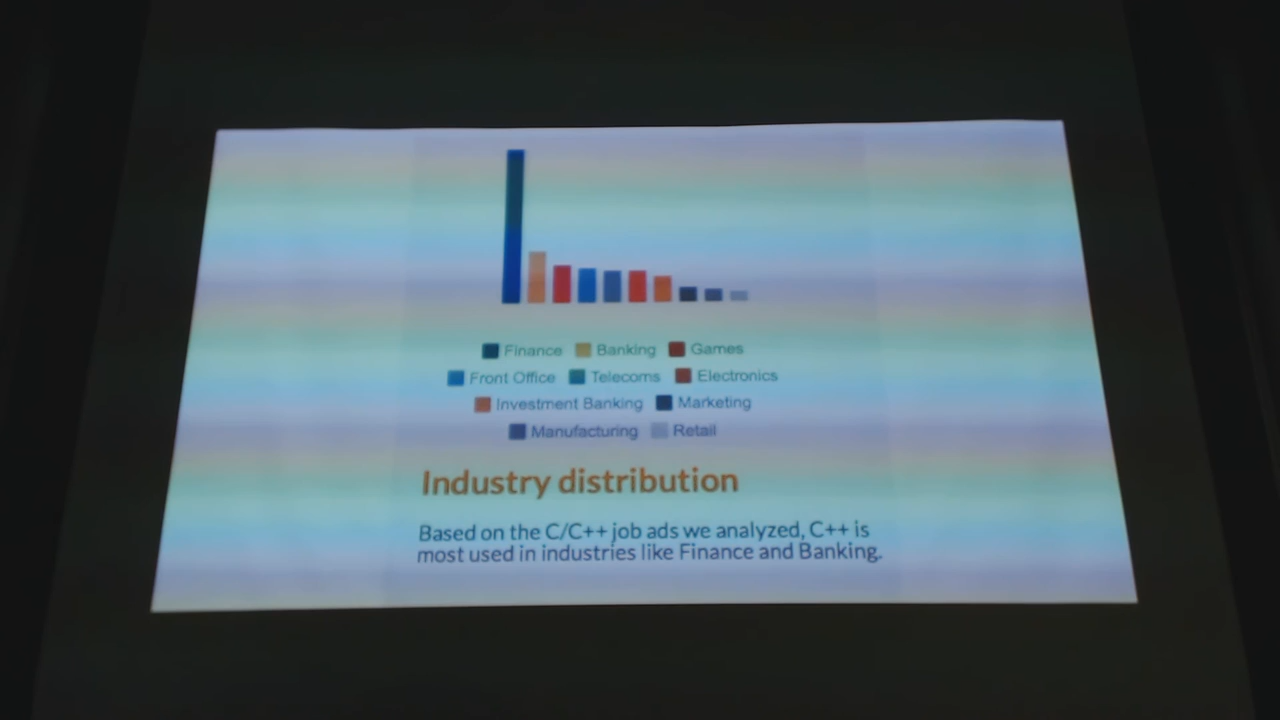 Finance Banking Games
Front Office Telecoms Electronics
Investment Banking Marketing
Manufacturing Retail
Industry distribution
Based on the C/C++ job ads we analyzed, C++ is
most used in industries like Finance and Banking.